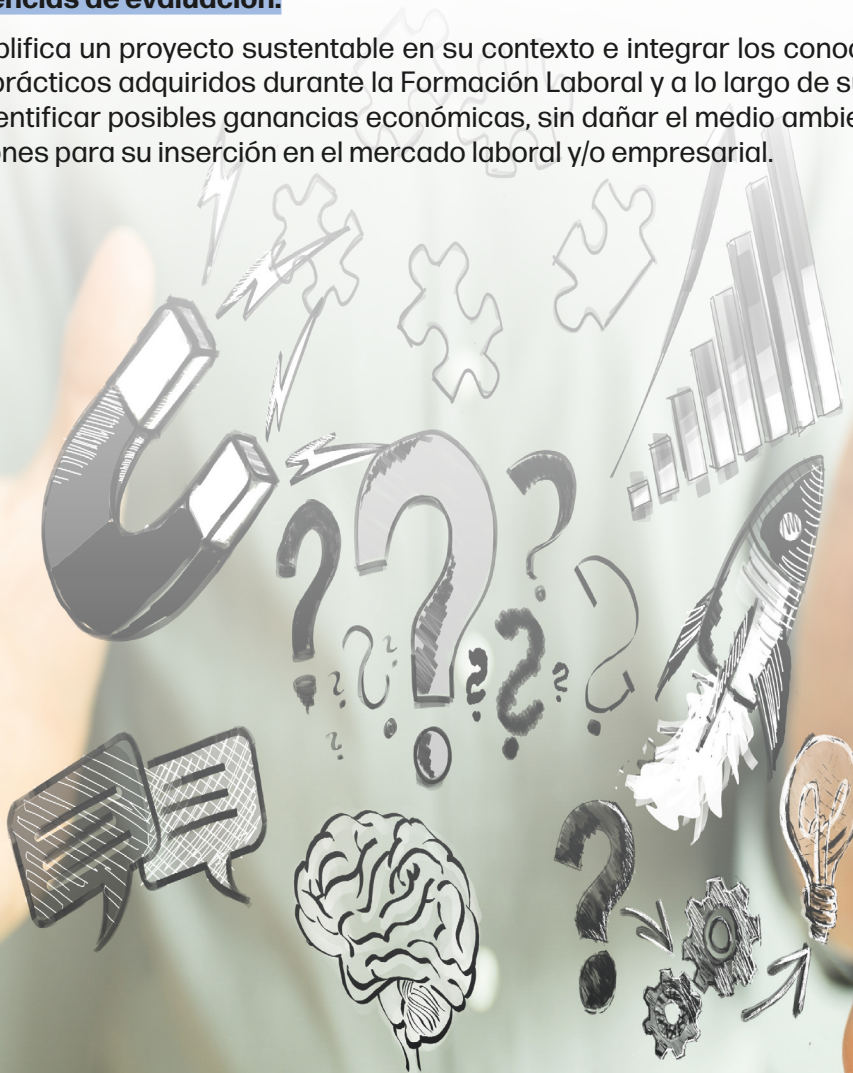 encias de evaluación.
plifica un proyecto sustentable en su contexto e integrar los conoc
prácticos adquiridos durante la Formación Laboral y a lo largo de su
entificar posibles ganancias económicas, sin dañar el medio ambie
ones para su inserción en el mercado laboral y/o empresarial.